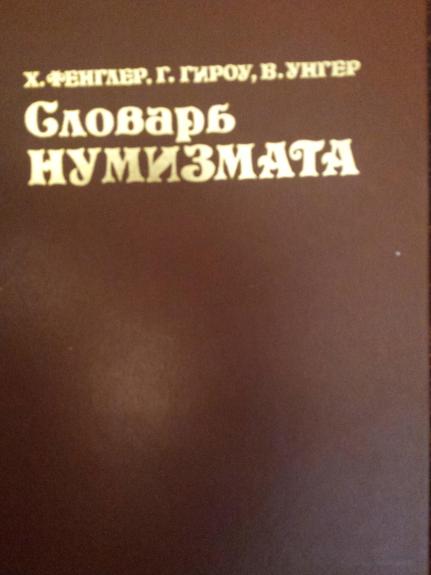 Х. ФЕНГЛЕР, Г. ГИРОУ, В. УНГЕР
Словарь
НУМИЗМАТА